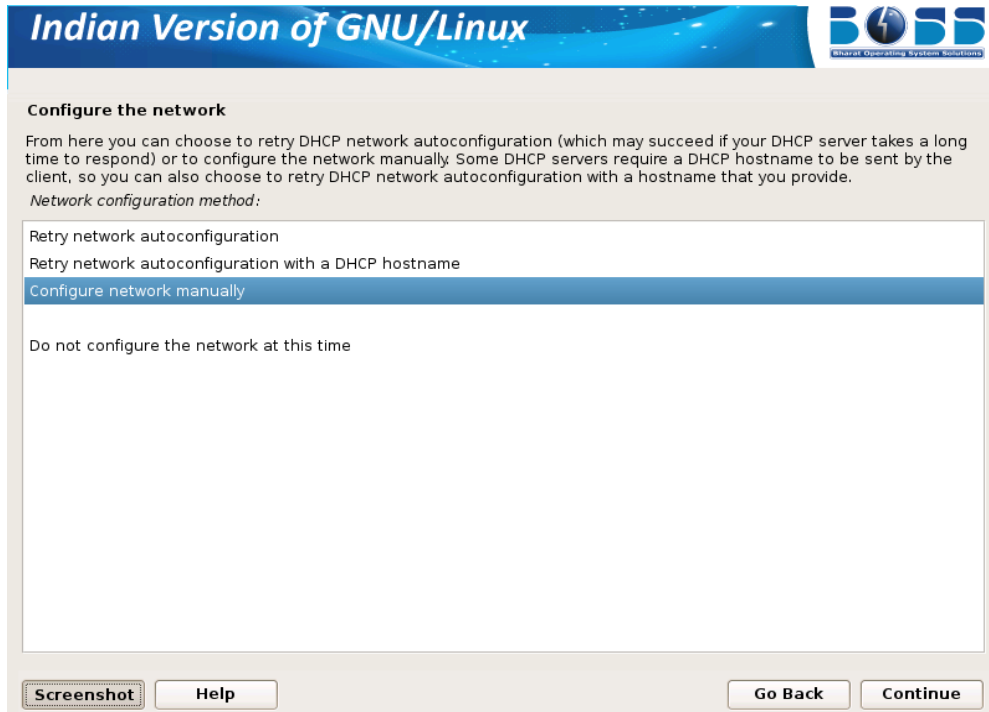 Indian Version of GNU/Linux
BOSS
Bharat Operating System Solutions
Configure the network
From here you can choose to retry DHCP network autoconfiguration (which may succeed if your DHCP server takes a long
time to respond) or to configure the network manually. Some DHCP servers require a DHCP hostname to be sent by the
client, so you can also choose to retry DHCP network autoconfiguration with a hostname that you provide.
Network configuration method:
Retry network autoconfiguration
Retry network autoconfiguration with a DHCP hostname
Configure network manually
Do not configure the network at this time
Screenshot Help Go Back Continue